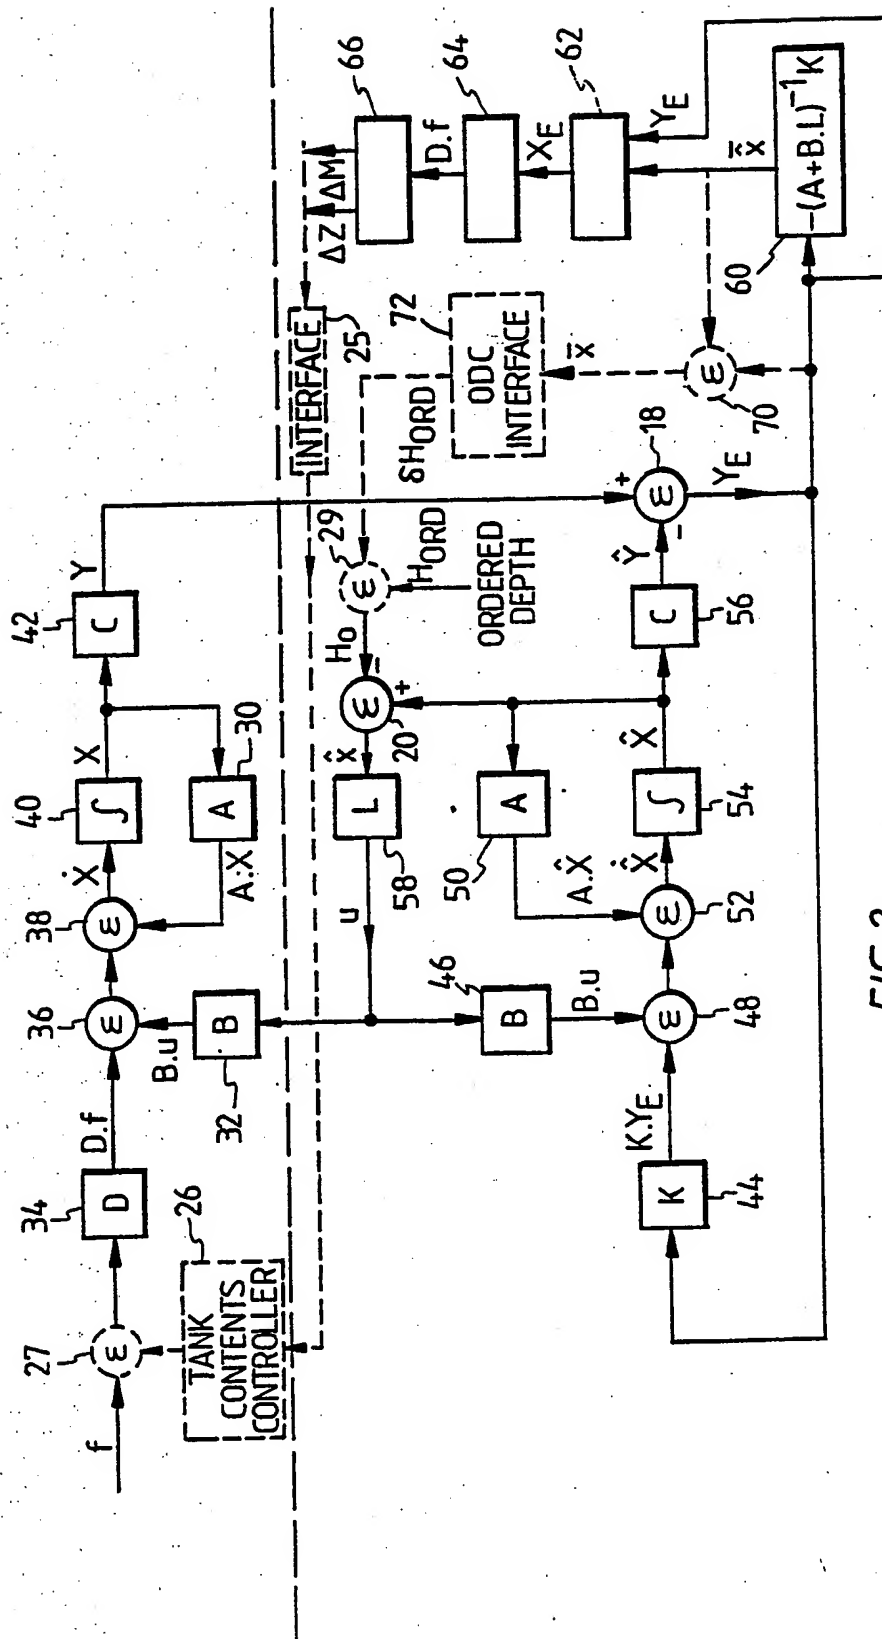 f
27
ε
TANK
CONTENTS
CONTROLLER
26
34
D
D.f
36
ε
B.u
B
32
38
ε
Ẋ
40
∫
X
A
30
A.X
42
C
Y
INTERFACE
25
ΔZ
ΔM
66
D.f
64
X_E
62
Y_E
x̂̄
-(A+B.L)⁻¹K
60
ODC
INTERFACE
72
δH_ORD
x̄
ε
70
29
ε
H_ORD
ORDERED
DEPTH
H_O
-
+
ε
20
x̂
L
58
u
46
B
B.u
A
50
A.X̂
K
44
K.Y_E
ε
48
ε
52
X̂̇
∫
54
X̂
C
56
Ŷ
+
-
ε
18
Y_E